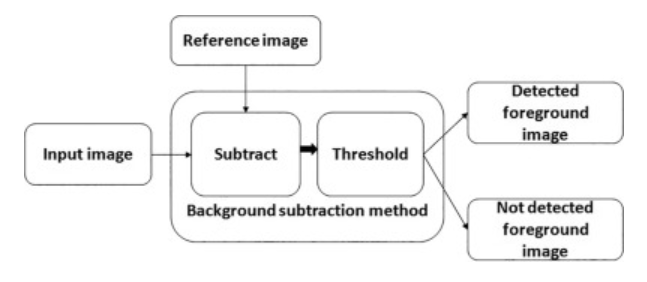 Reference image
Input image
Subtract
Threshold
Background subtraction method
Detected
foreground
image
Not detected
foreground
image